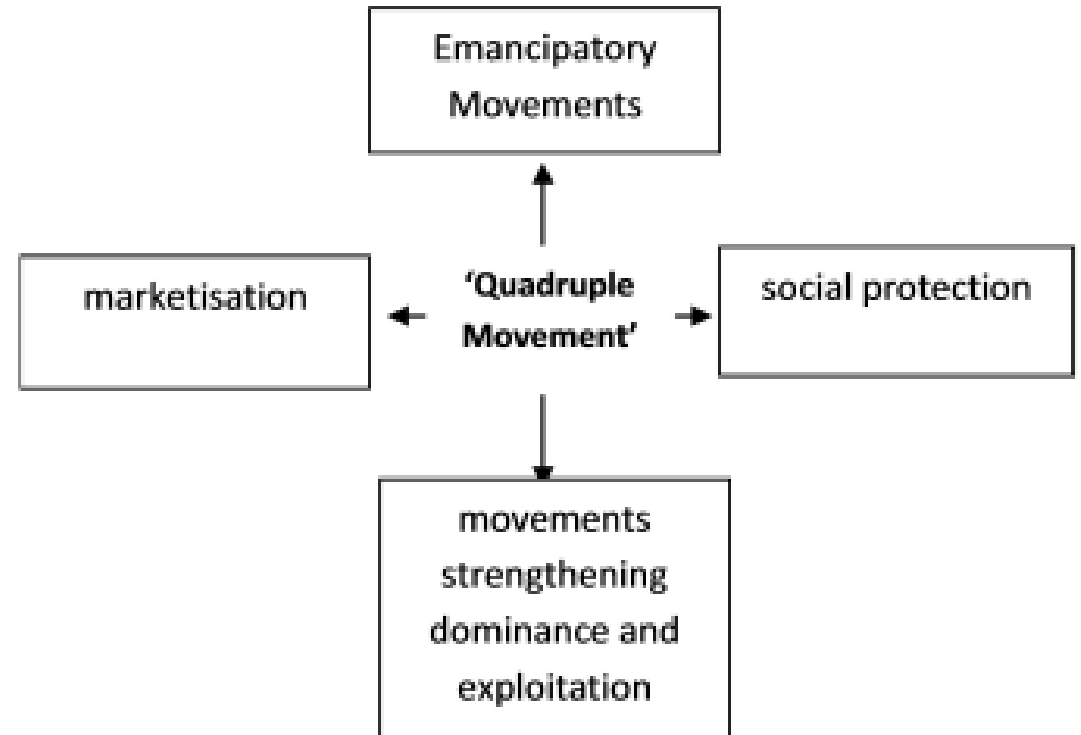 Emancipatory
Movements
marketisation
‘Quadruple
Movement’
social protection
movements
strengthening
dominance and
exploitation